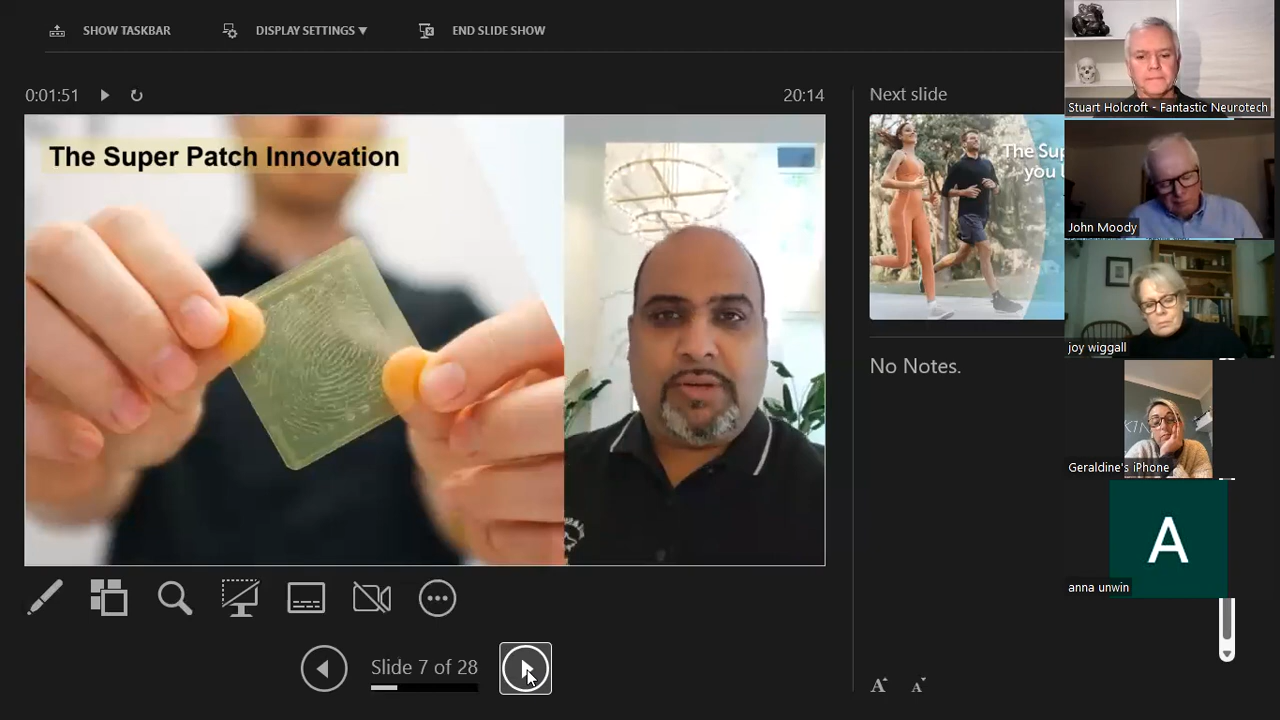 SHOW TASKBAR
DISPLAY SETTINGS ▼
END SLIDE SHOW
0:01:51
20:14
Next slide
The Super Patch Innovation
The
you
No Notes.
Slide 7 of 28
A A
Stuart Holcroft - Fantastic Neurotech
John Moody
joy wiggall
Geraldine's iPhone
A
anna unwin